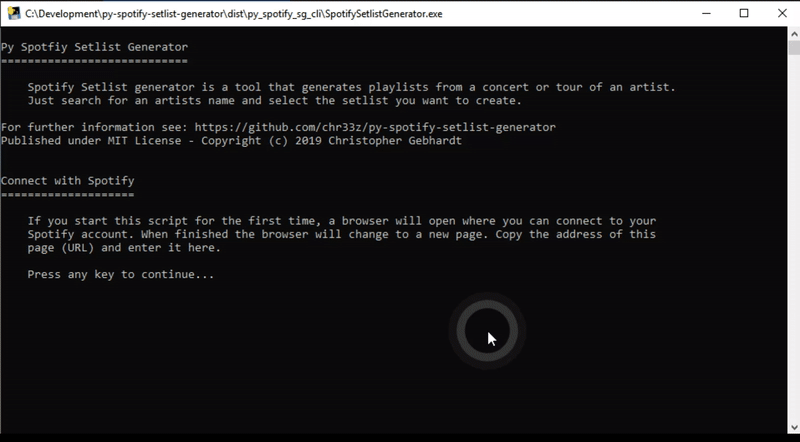 C:\Development\py-spotify-setlist-generator\dist\py_spotify_sg_cli\SpotifySetlistGenerator.exe
Py Spotfiy Setlist Generator
============================
Spotify Setlist generator is a tool that generates playlists from a concert or tour of an artist.
Just search for an artists name and select the setlist you want to create.
For further information see: https://github.com/chr33z/py-spotify-setlist-generator
Published under MIT License - Copyright (c) 2019 Christopher Gebhardt
Connect with Spotify
====================
If you start this script for the first time, a browser will open where you can connect to your
Spotify account. When finished the browser will change to a new page. Copy the address of this
page (URL) and enter it here.
Press any key to continue...